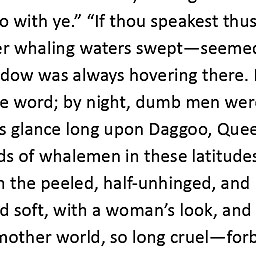 o with ye.” “If thou speakest thus
er whaling waters swept—seemed
dow was always hovering there. I
e word; by night, dumb men were
s glance long upon Daggoo, Quee
ds of whalemen in these latitudes
n the peeled, half-unhinged, and
d soft, with a woman’s look, and
mother world, so long cruel—forb